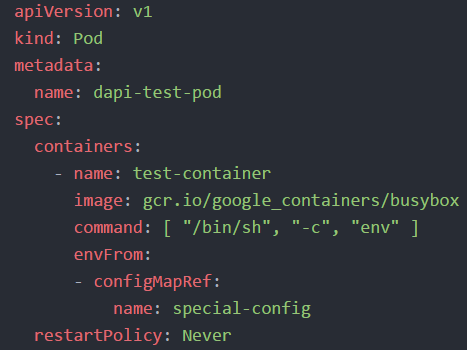 apiVersion: v1
kind: Pod
metadata:
  name: dapi-test-pod
spec:
  containers:
    - name: test-container
      image: gcr.io/google_containers/busybox
      command: [ "/bin/sh", "-c", "env" ]
      envFrom:
      - configMapRef:
          name: special-config
  restartPolicy: Never